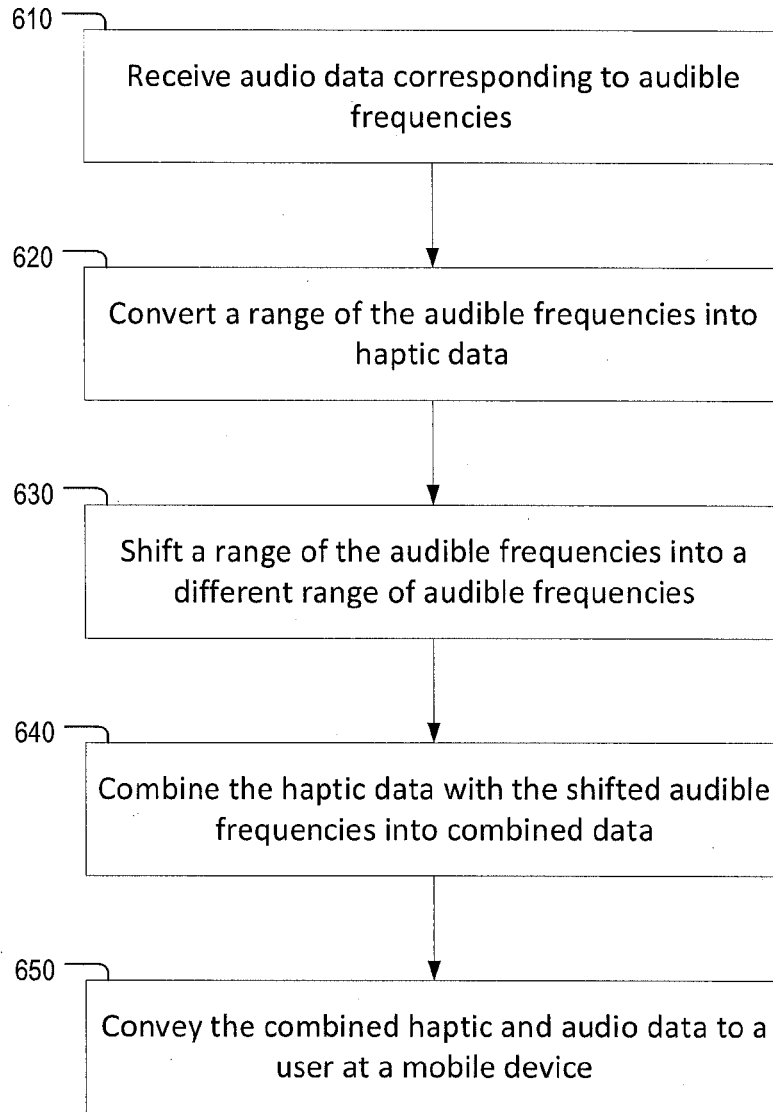 610
Receive audio data corresponding to audible
frequencies
620
Convert a range of the audible frequencies into
haptic data
630
Shift a range of the audible frequencies into a
different range of audible frequencies
640
Combine the haptic data with the shifted audible
frequencies into combined data
650
Convey the combined haptic and audio data to a
user at a mobile device